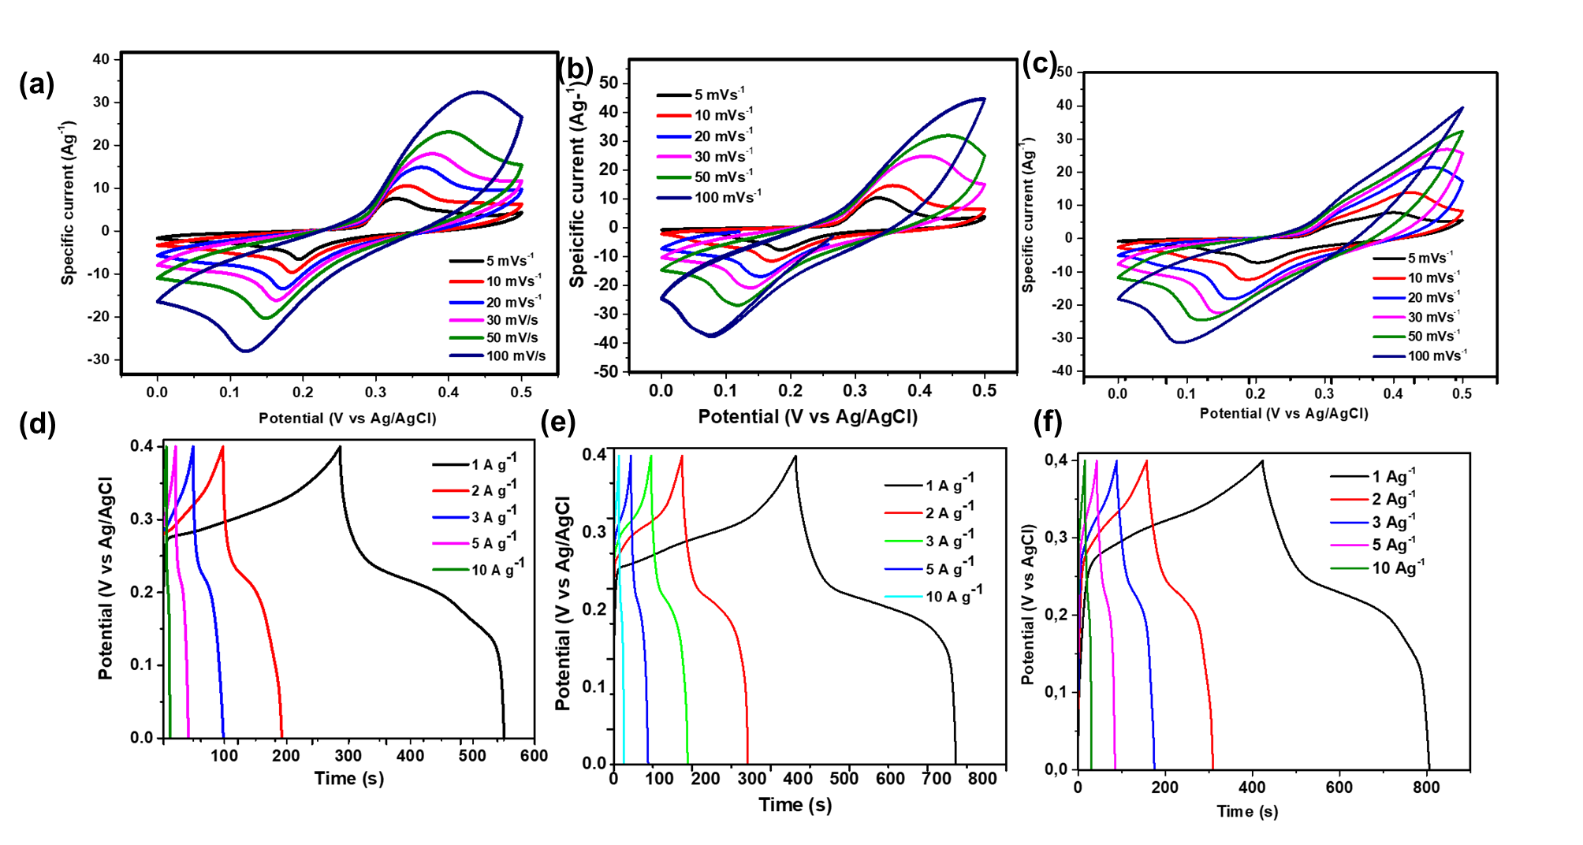 (a)
40
30
20
10
0
-10
-20
-30
Specific current (Ag-1)
5 mVs-1
10 mVs-1
20 mVs-1
30 mV/s
50 mV/s
100 mV/s
0.0 0.1 0.2 0.3 0.4 0.5
Potential (V vs Ag/AgCl)
(b)
50
40
30
20
10
0
-10
-20
-30
-40
-50
Speicific current (Ag-1)
5 mVs-1
10 mVs-1
20 mVs-1
30 mVs-1
50 mVs-1
100 mVs-1
0.0 0.1 0.2 0.3 0.4 0.5
Potential (V vs Ag/AgCl)
(c)
50
40
30
20
10
0
-10
-20
-30
-40
Specific current (Ag-1)
5 mVs-1
10 mVs-1
20 mVs-1
30 mVs-1
50 mVs-1
100 mVs-1
0.0 0.1 0.2 0.3 0.4 0.5
Potential (V vs Ag/AgCl)
(d)
0.4
0.3
0.2
0.1
0.0
Potential (V vs Ag/AgCl
1 A g-1
2 A g-1
3 A g-1
5 A g-1
10 A g-1
100 200 300 400 500 600
Time (s)
(e)
0.4
0.3
0.2
0.1
0.0
Potential (V vs Ag/AgCl
1 A g-1
2 A g-1
3 A g-1
5 A g-1
10 A g-1
0 100 200 300 400 500 600 700 800
Time (s)
(f)
0,4
0,3
0,2
0,1
0,0
Potential (V vs AgCl)
1 Ag-1
2 Ag-1
3 Ag-1
5 Ag-1
10 Ag-1
0 200 400 600 800
Time (s)